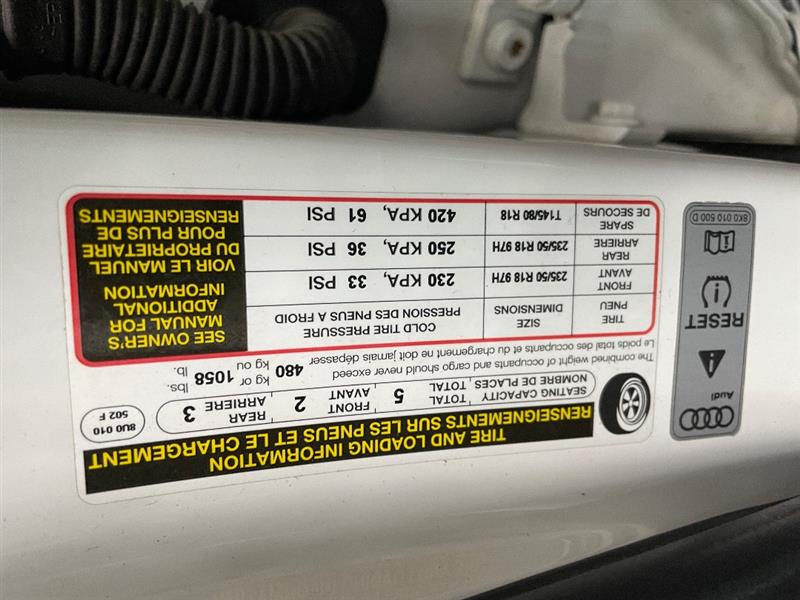 TIRE AND LOADING INFORMATION
RENSEIGNEMENTS SUR LES PNEUS ET LE CHARGEMENT
SEATING CAPACITY TOTAL 5 FRONT 2 REAR 3
NOMBRE DE PLACES TOTAL AVANT ARRIERE
8U0 010
502 F
The combined weight of occupants and cargo should never exceed 480 kg or 1058 lbs.
Le poids total des occupants et du chargement ne doit jamais dépasser kg ou lb.
TIRE SIZE COLD TIRE PRESSURE
PNEU DIMENSIONS PRESSION DES PNEUS A FROID
FRONT 235/50 R18 97H 230 KPA, 33 PSI
AVANT
REAR 235/50 R18 97H 250 KPA, 36 PSI
ARRIERE
SPARE T145/80 R18 420 KPA, 61 PSI
DE SECOURS
SEE OWNER'S
MANUAL FOR
ADDITIONAL
INFORMATION
VOIR LE MANUEL
DU PROPRIETAIRE
POUR PLUS DE
RENSEIGNEMENTS
Audi
RESET
8K0 010 500 D